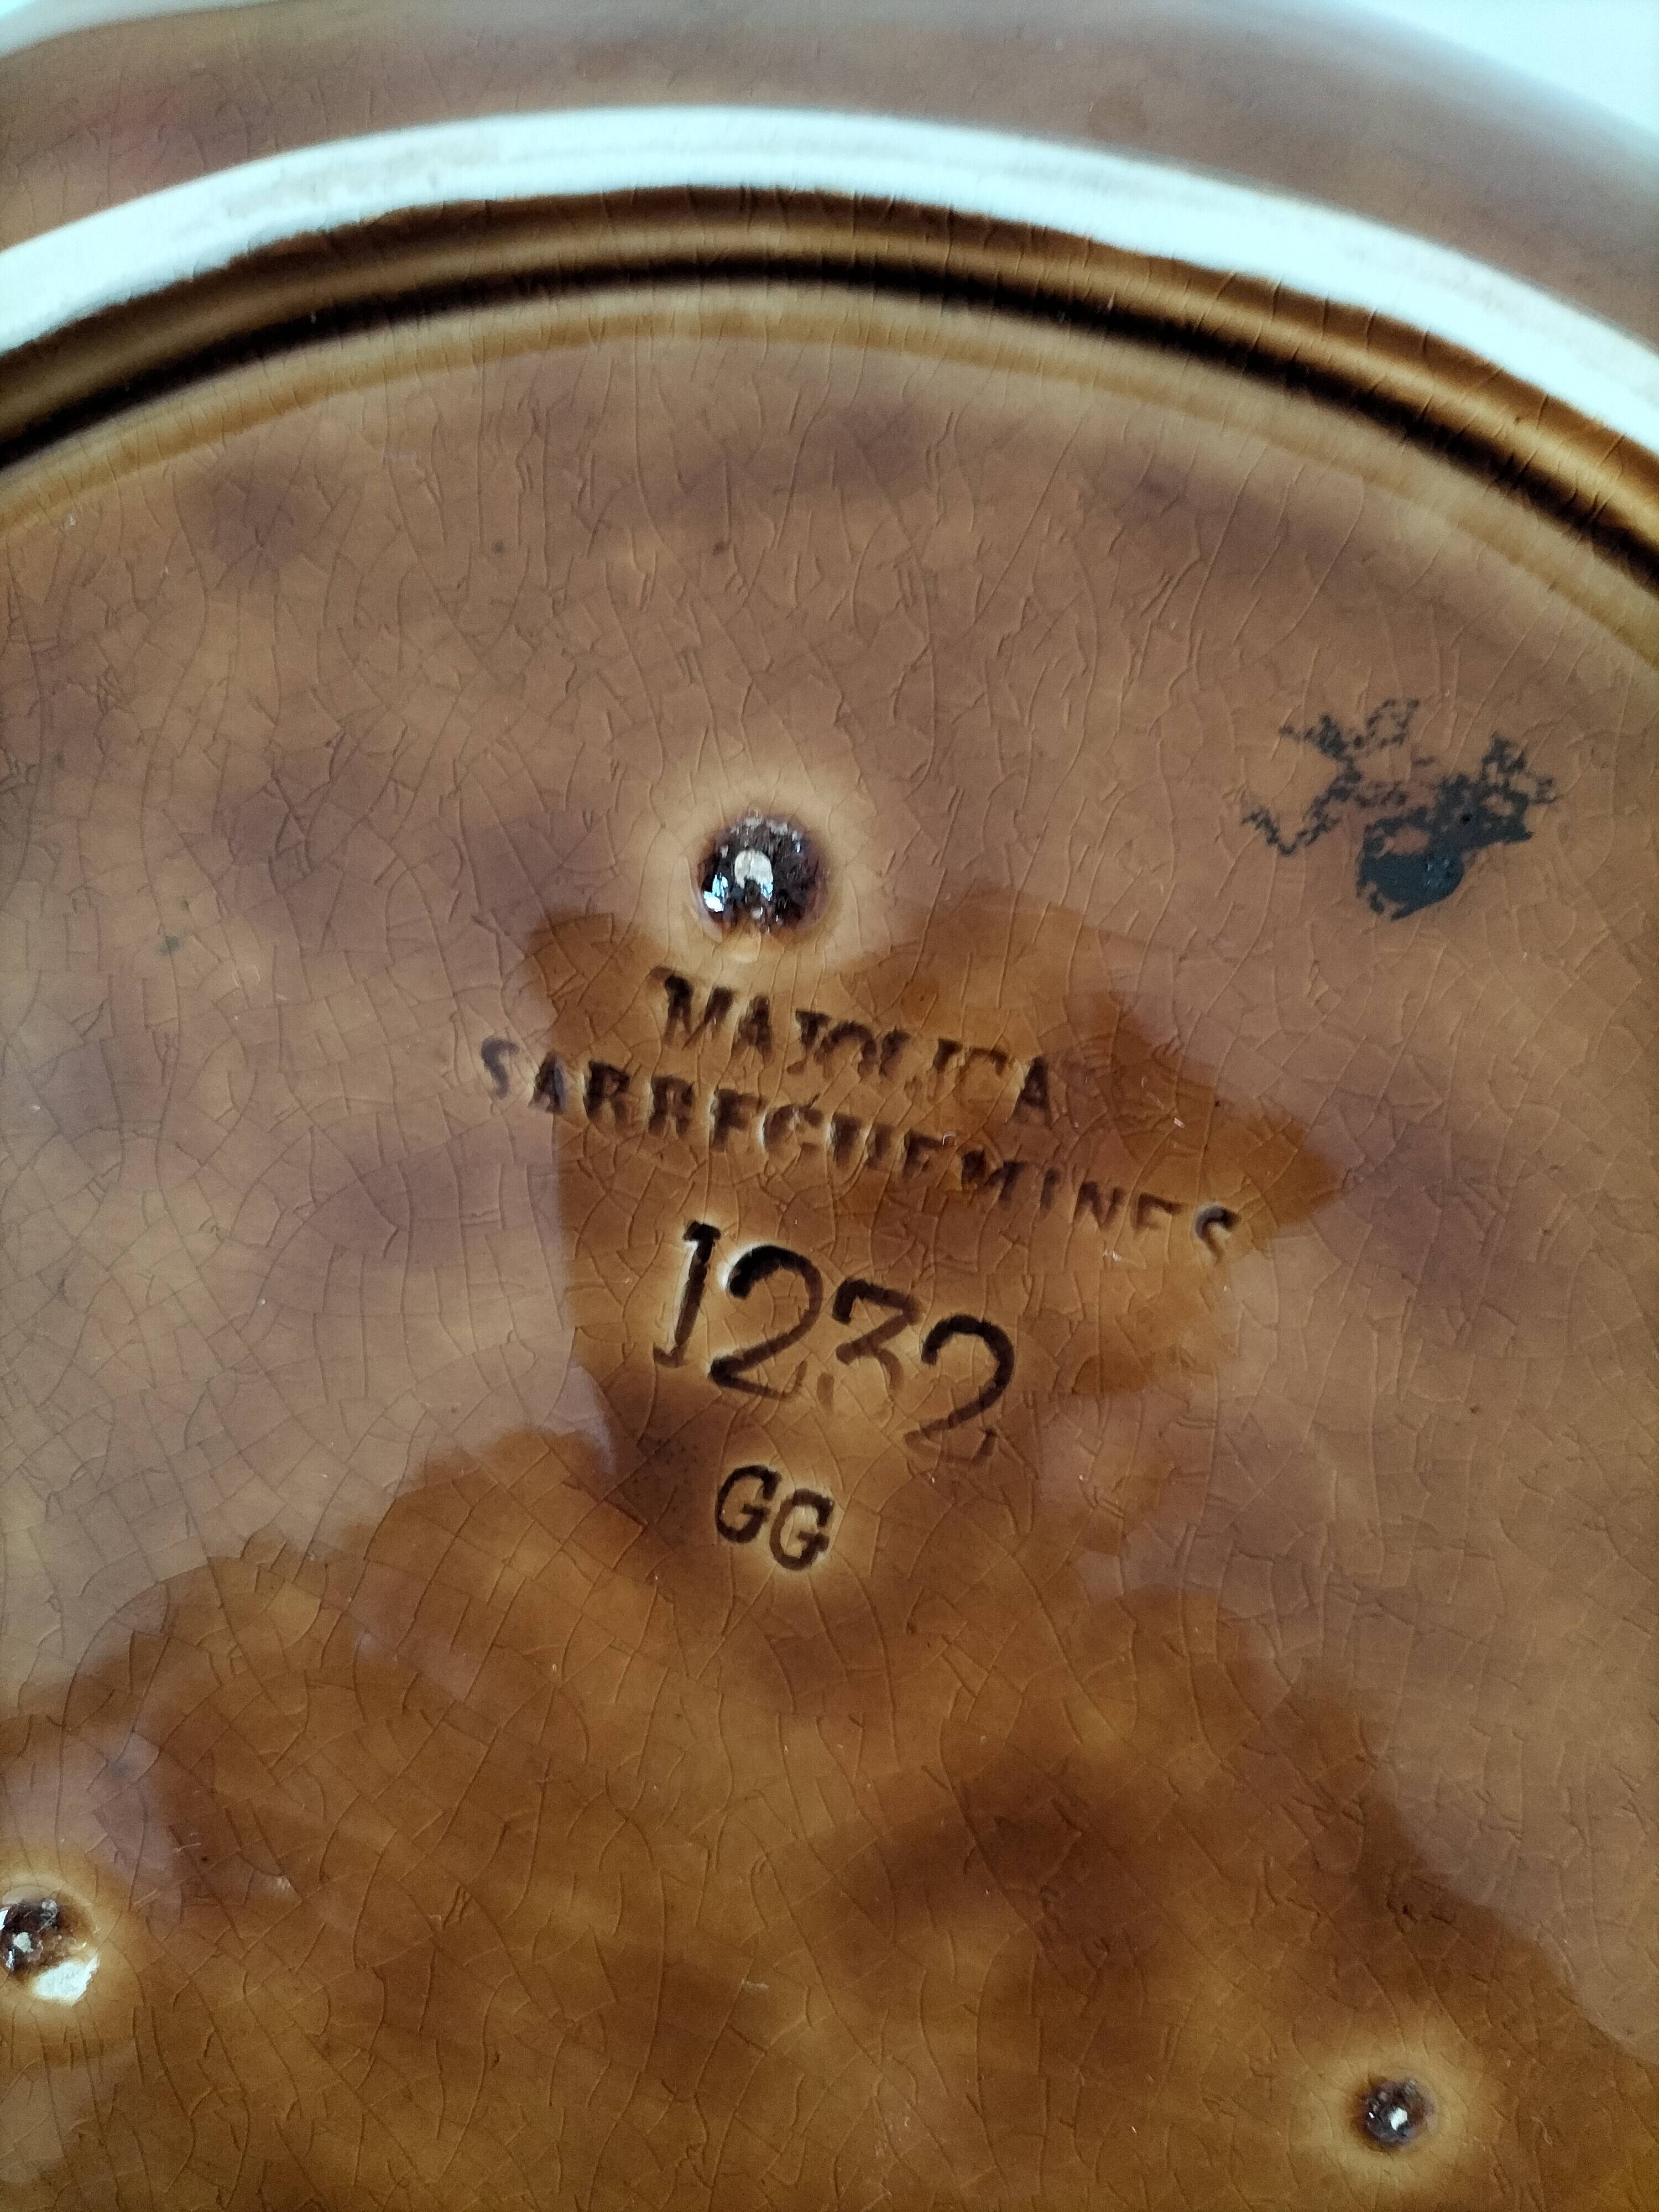 MAJOLICA
SARREGUEMINES
1232
GG